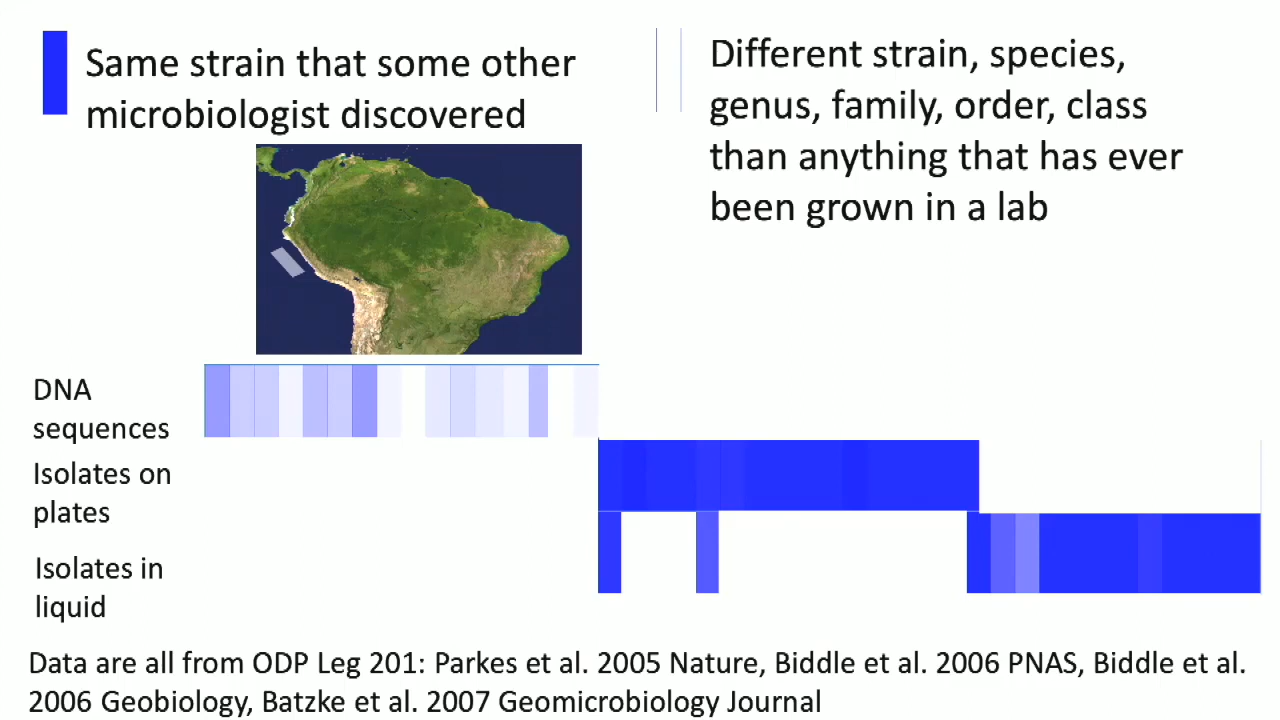 Same strain that some other
microbiologist discovered
Different strain, species,
genus, family, order, class
than anything that has ever
been grown in a lab
DNA
sequences
Isolates on
plates
Isolates in
liquid
Data are all from ODP Leg 201: Parkes et al. 2005 Nature, Biddle et al. 2006 PNAS, Biddle et al.
2006 Geobiology, Batzke et al. 2007 Geomicrobiology Journal